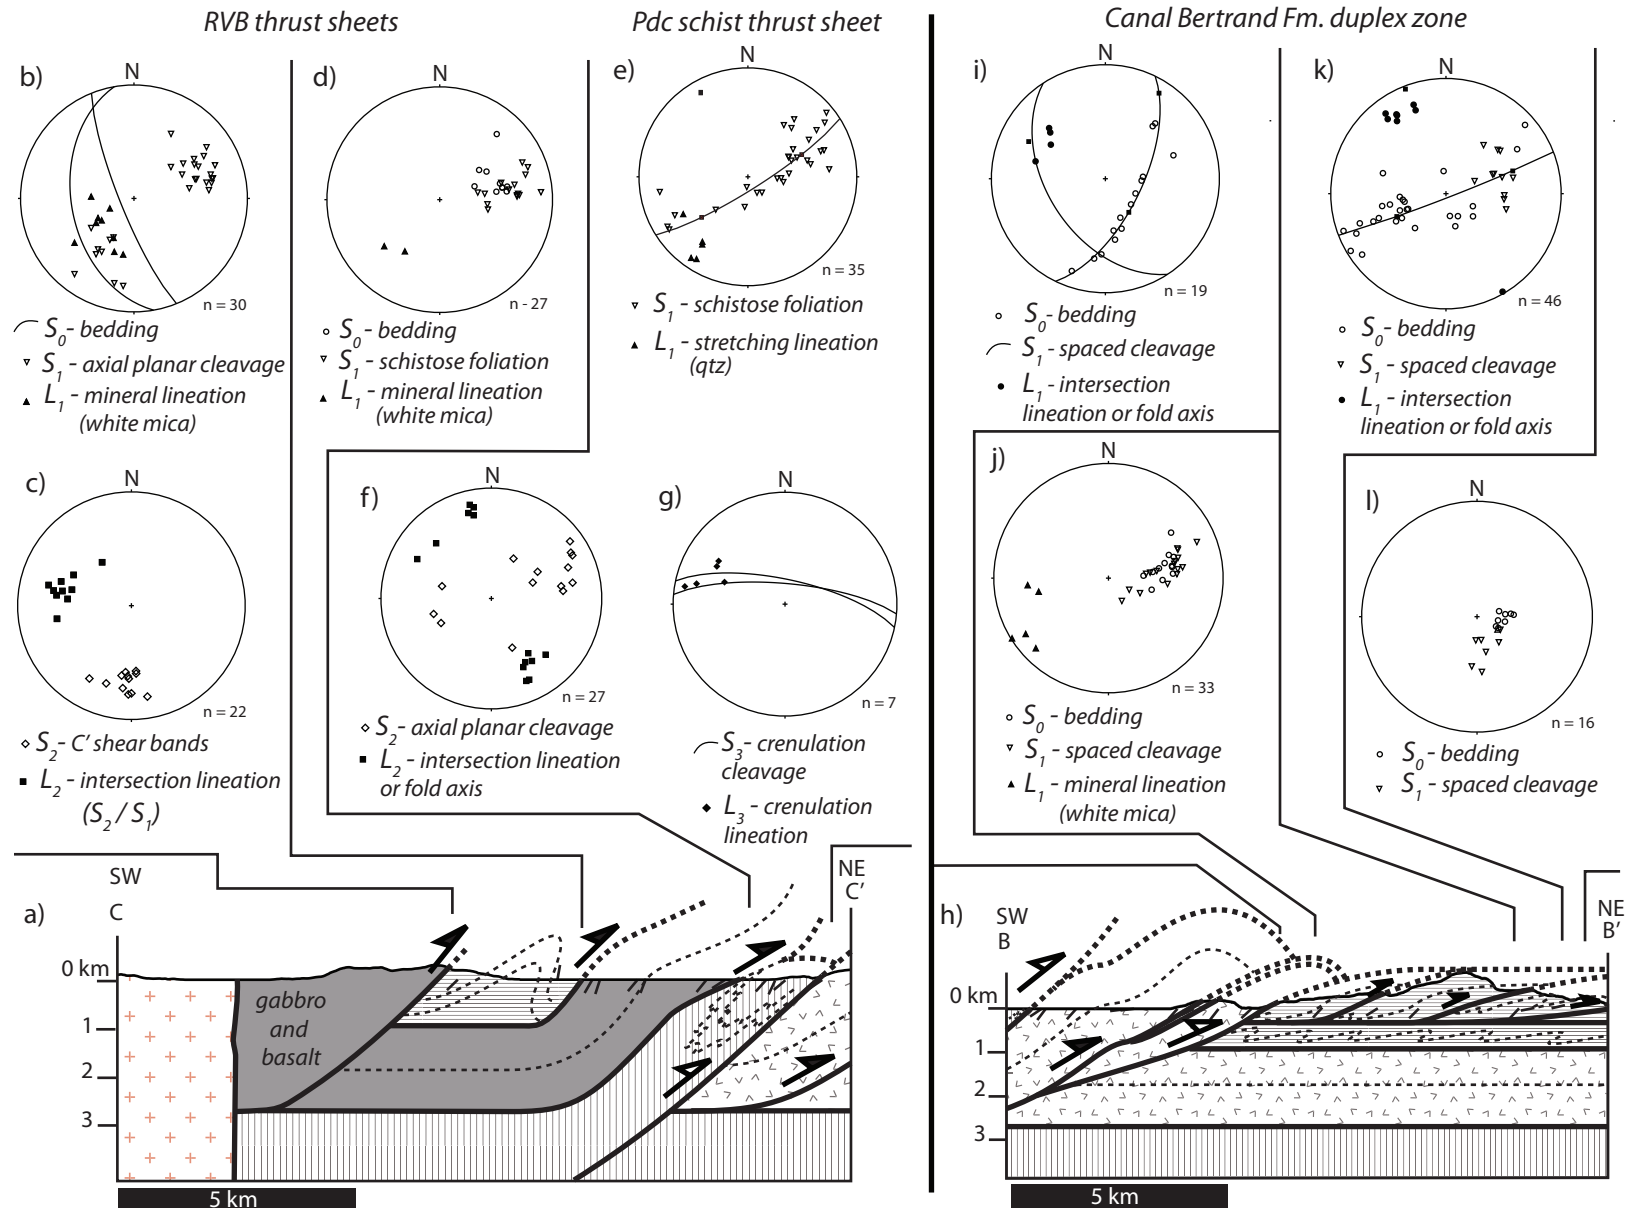 RVB thrust sheets
Pdc schist thrust sheet
Canal Bertrand Fm. duplex zone
b)
N
n = 30
S0- bedding
S1 - axial planar cleavage
L1 - mineral lineation
(white mica)
d)
N
n - 27
S0 - bedding
S1 - schistose foliation
L1 - mineral lineation
(white mica)
e)
N
n = 35
S1 - schistose foliation
L1 - stretching lineation
(qtz)
i)
N
n = 19
S0 - bedding
S1 - spaced cleavage
L1 - intersection
lineation or fold axis
k)
N
n = 46
S0 - bedding
S1 - spaced cleavage
L1 - intersection
lineation or fold axis
c)
N
n = 22
S2- C' shear bands
L2 - intersection lineation
(S2 / S1)
f)
N
n = 27
S2- axial planar cleavage
L2 - intersection lineation
or fold axis
g)
N
n = 7
S3- crenulation
cleavage
L3 - crenulation
lineation
j)
N
n = 33
S0 - bedding
S1 - spaced cleavage
L1 - mineral lineation
(white mica)
l)
N
n = 16
S0 - bedding
S1 - spaced cleavage
a)
SW
C
NE
C'
0 km
1
2
3
gabbro
and
basalt
5 km
h)
SW
B
NE
B'
0 km
1
2
3
5 km